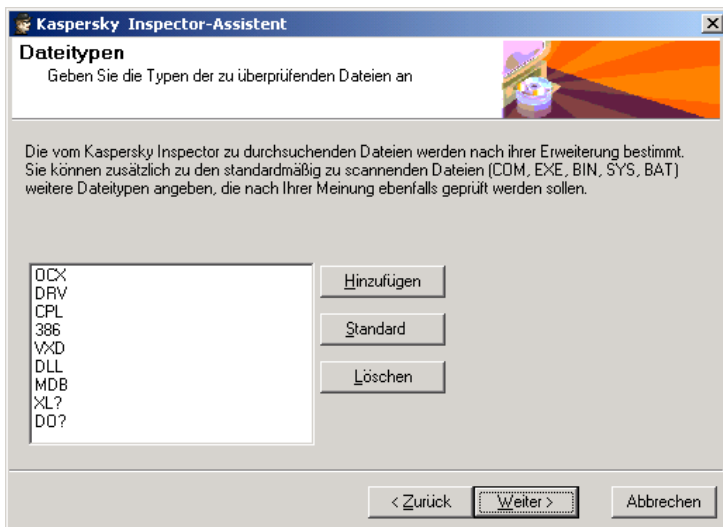 Kaspersky Inspector-Assistent
Dateitypen
Geben Sie die Typen der zu überprüfenden Dateien an
Die vom Kaspersky Inspector zu durchsuchenden Dateien werden nach ihrer Erweiterung bestimmt.
Sie können zusätzlich zu den standardmäßig zu scannenden Dateien (COM, EXE, BIN, SYS, BAT)
weitere Dateitypen angeben, die nach Ihrer Meinung ebenfalls geprüft werden sollen.
OCX
DRV
CPL
386
VXD
DLL
MDB
XL?
DO?
Hinzufügen
Standard
Löschen
< Zurück
Weiter >
Abbrechen